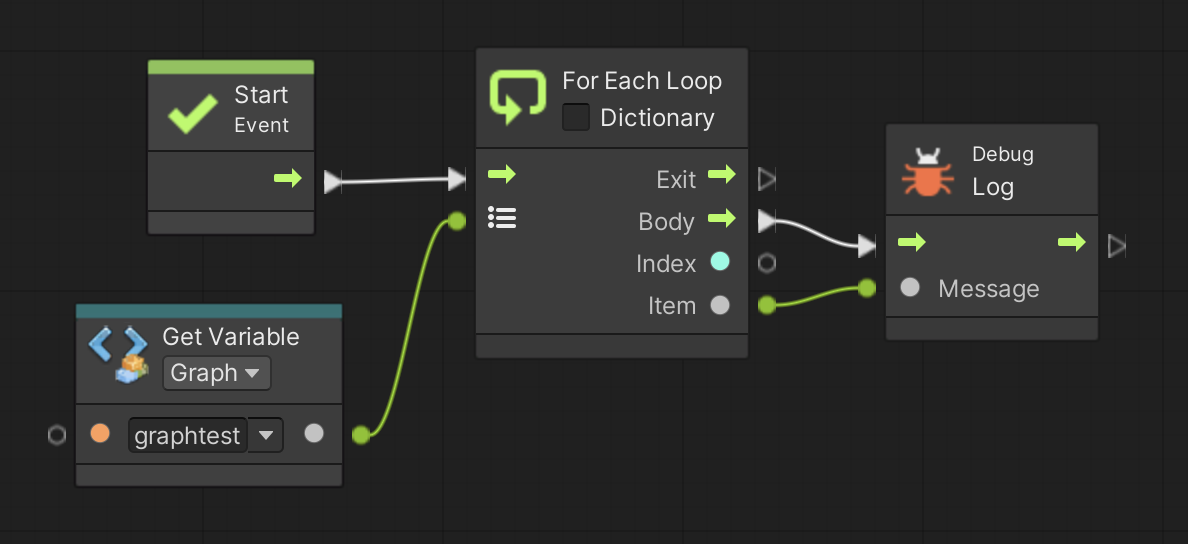 Start
Event
For Each Loop
Dictionary
Exit
Body
Index
Item
Debug
Log
Message
Get Variable
Graph
graphtest